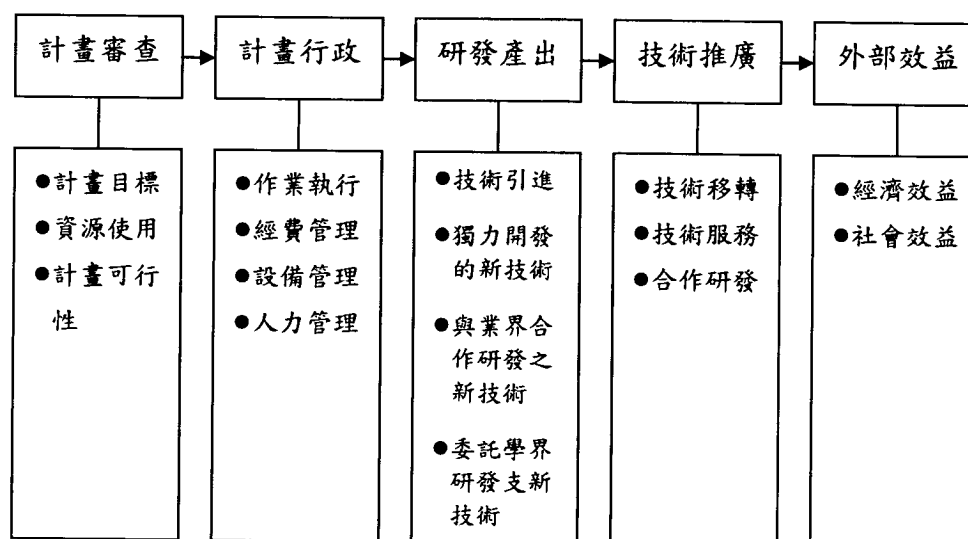 計畫審查
計畫行政
研發產出
技術推廣
外部效益
●計畫目標
●資源使用
●計畫可行
性
●作業執行
●經費管理
●設備管理
●人力管理
●技術引進
●獨力開發
的新技術
●與業界合
作研發之
新技術
●委託學界
研發支新
技術
●技術移轉
●技術服務
●合作研發
●經濟效益
●社會效益